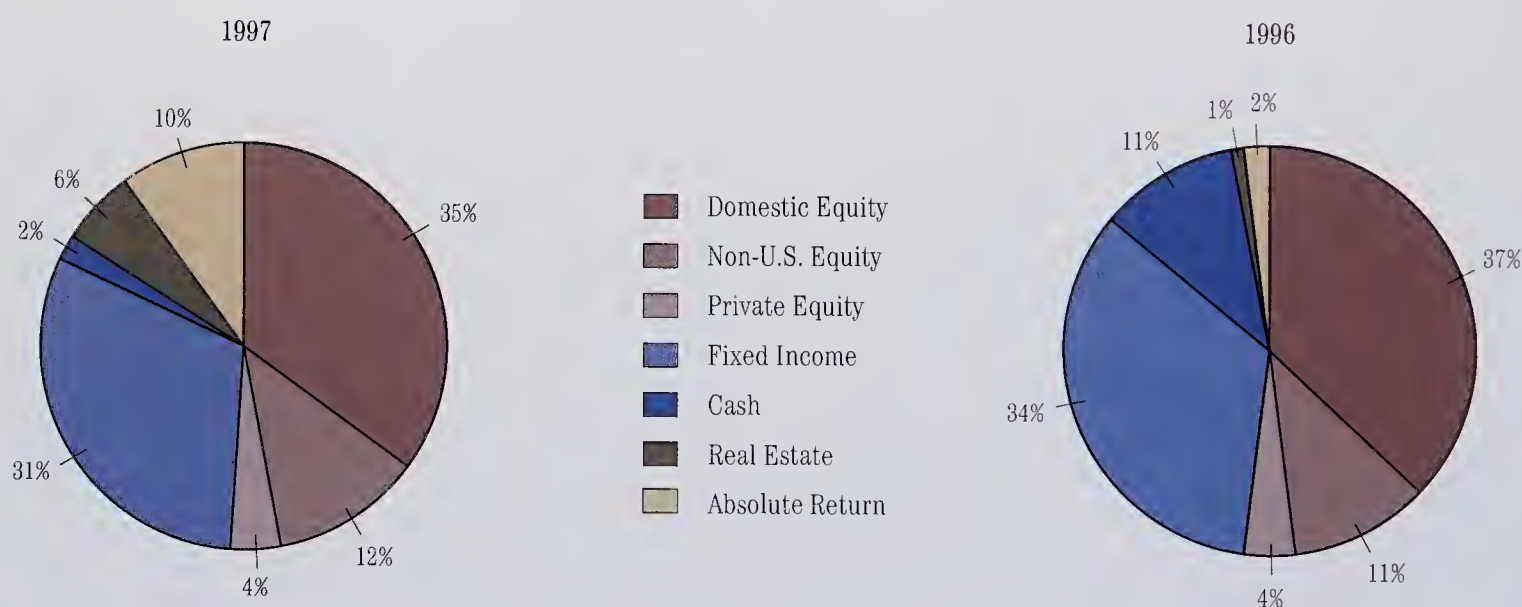 1997
10%
6%
2%
35%
31%
4%
12%
Domestic Equity
Non-U.S. Equity
Private Equity
Fixed Income
Cash
Real Estate
Absolute Return
1996
1%
2%
11%
37%
34%
4%
11%